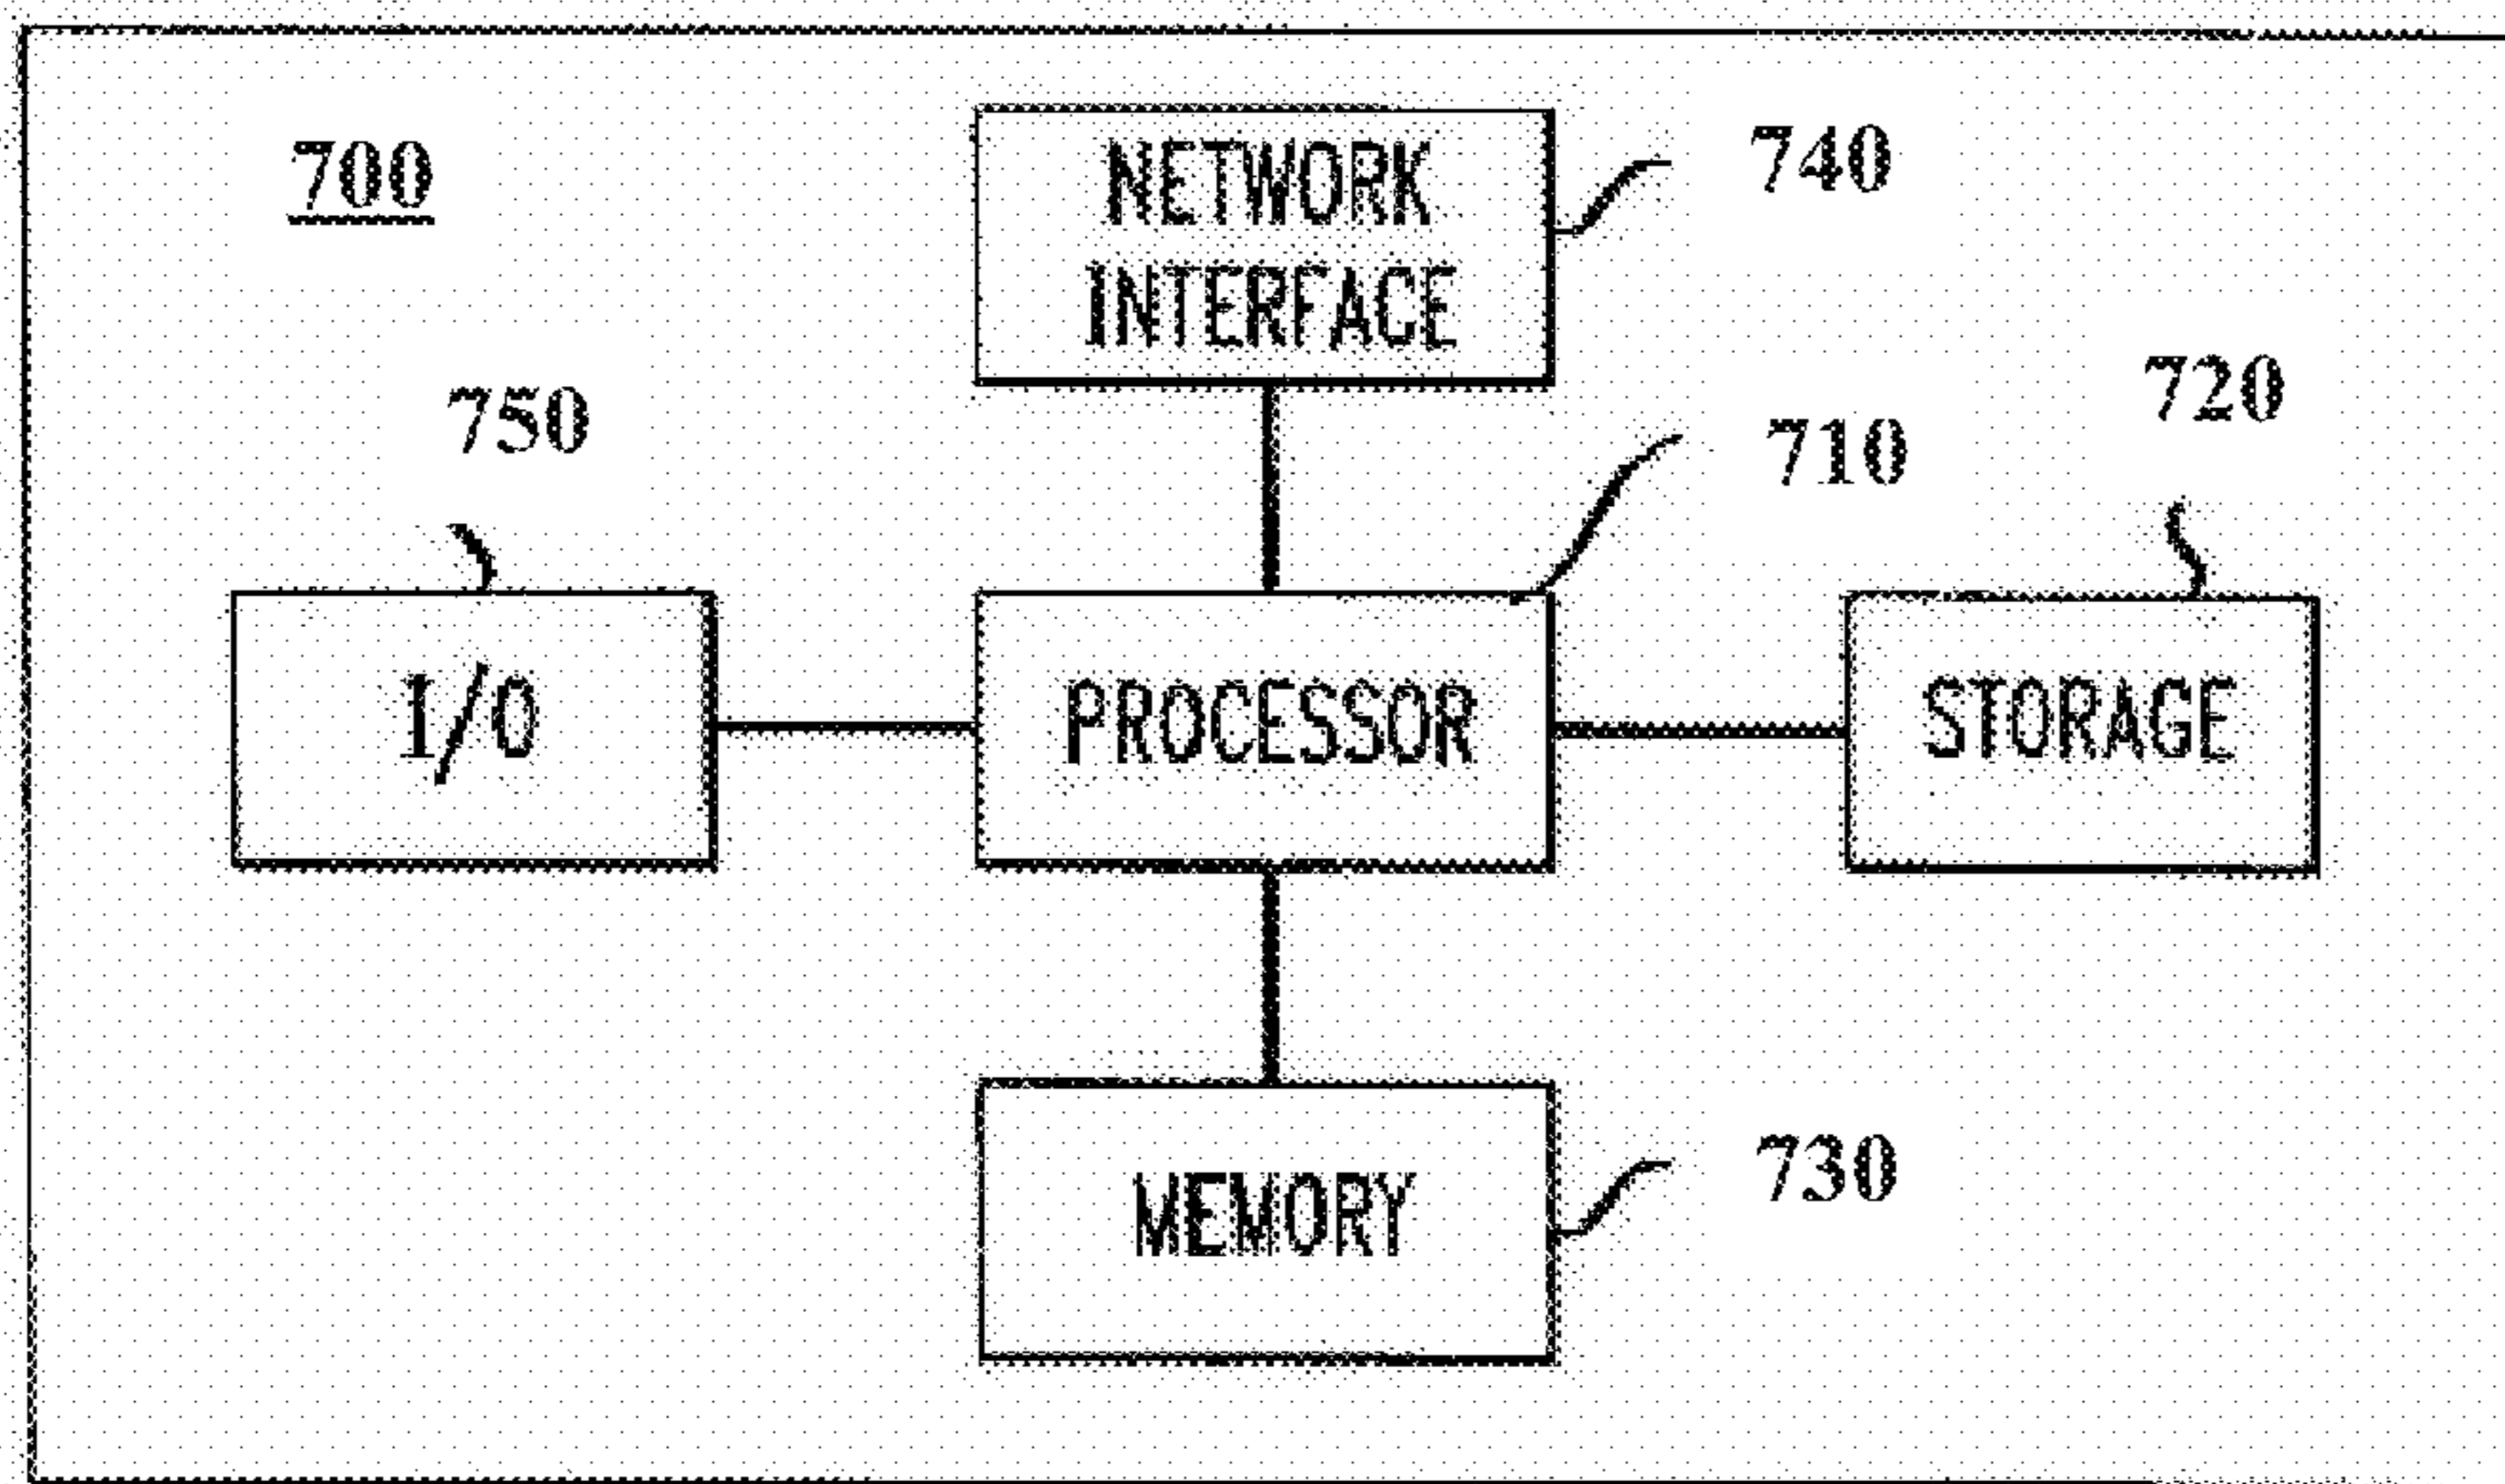 700
NETWORK
INTERFACE
740
750
710
720
I/O
PROCESSOR
STORAGE
MEMORY
730